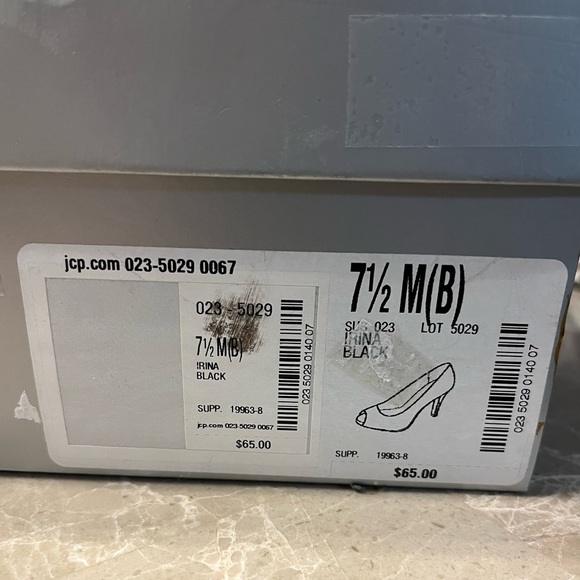 jcp.com 023-5029 0067
023 - 5029
7½ M(B)
IRINA
BLACK
SUPP. 19963-8
jcp.com 023-5029 0067
$65.00
023 5029 0140 07
7½ M(B)
SUB 023 LOT 5029
IRINA
BLACK
SUPP. 19963-8
$65.00
023 5029 0140 07